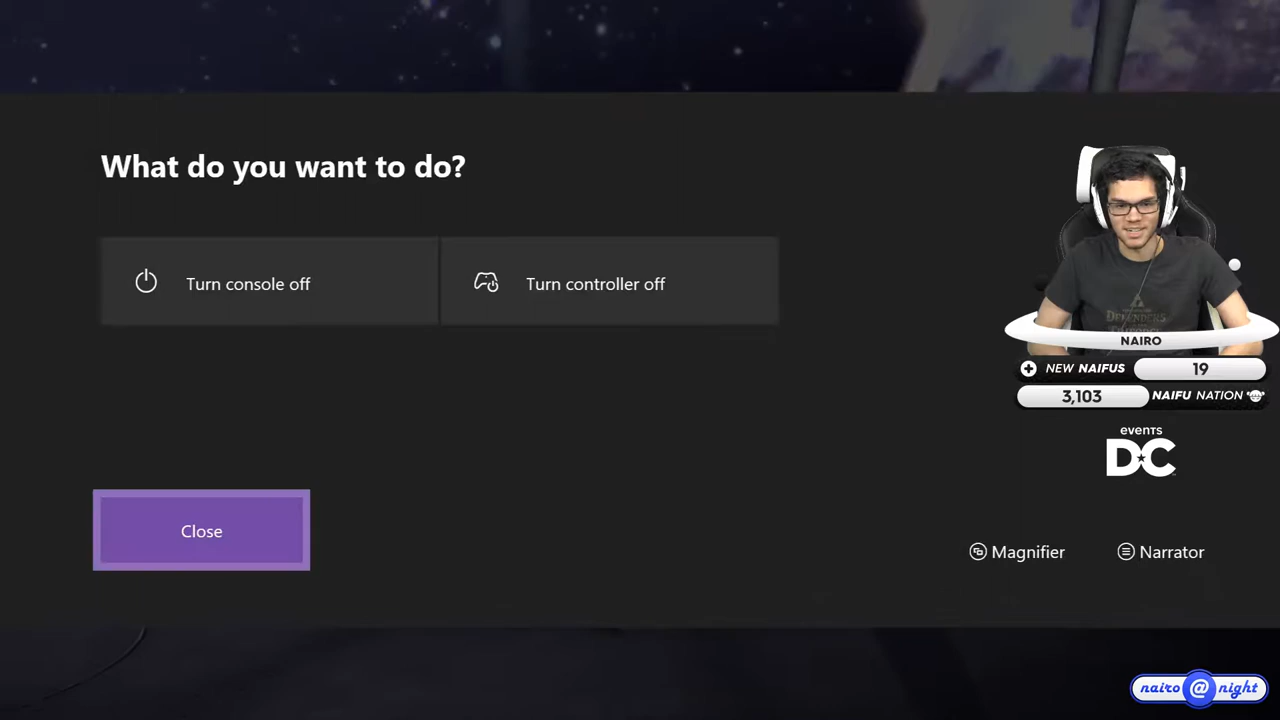 What do you want to do?
Turn console off
Turn controller off
DEFENDERS
NAIRO
NEW NAIFUS 19
3,103 NAIFU NATION
events
DC
Close
Magnifier
Narrator
nairo @ night